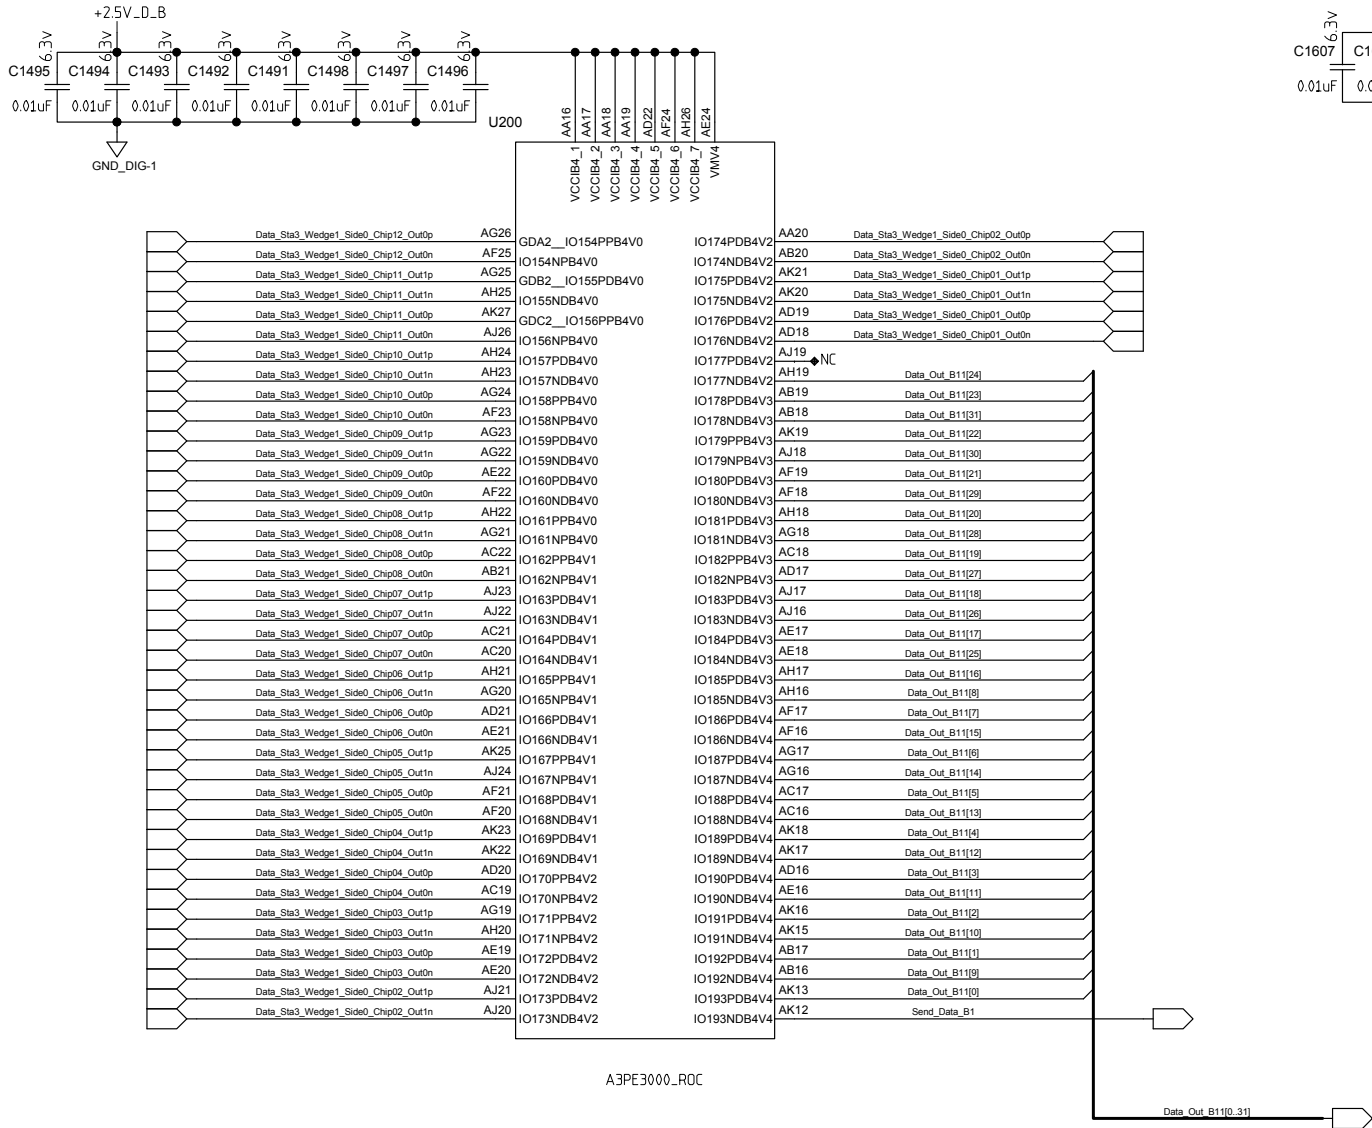 +2.5V_D_B
6.3v 6.3v 6.3v 6.3v 6.3v 6.3v 6.3v 6.3v
C1495 C1494 C1493 C1492 C1491 C1498 C1497 C1496
0.01uF 0.01uF 0.01uF 0.01uF 0.01uF 0.01uF 0.01uF 0.01uF
GND_DIG-1
6.3v
C1607 C1
0.01uF 0.0
U200
AA16 AA17 AA18 AA19 AD22 AF24 AH26 AE24
VCCIB4_1 VCCIB4_2 VCCIB4_3 VCCIB4_4 VCCIB4_5 VCCIB4_6 VCCIB4_7 VMV4
Data_Sta3_Wedge1_Side0_Chip12_Out0p AG26 GDA2__IO154PPB4V0 IO174PDB4V2 AA20 Data_Sta3_Wedge1_Side0_Chip02_Out0p
Data_Sta3_Wedge1_Side0_Chip12_Out0n AF25 IO154NPB4V0 IO174NDB4V2 AB20 Data_Sta3_Wedge1_Side0_Chip02_Out0n
Data_Sta3_Wedge1_Side0_Chip11_Out1p AG25 GDB2__IO155PDB4V0 IO175PDB4V2 AK21 Data_Sta3_Wedge1_Side0_Chip01_Out1p
Data_Sta3_Wedge1_Side0_Chip11_Out1n AH25 IO155NDB4V0 IO175NDB4V2 AK20 Data_Sta3_Wedge1_Side0_Chip01_Out1n
Data_Sta3_Wedge1_Side0_Chip11_Out0p AK27 GDC2__IO156PPB4V0 IO176PDB4V2 AD19 Data_Sta3_Wedge1_Side0_Chip01_Out0p
Data_Sta3_Wedge1_Side0_Chip11_Out0n AJ26 IO156NPB4V0 IO176NDB4V2 AD18 Data_Sta3_Wedge1_Side0_Chip01_Out0n
Data_Sta3_Wedge1_Side0_Chip10_Out1p AH24 IO157PDB4V0 IO177PDB4V2 AJ19 NC
Data_Sta3_Wedge1_Side0_Chip10_Out1n AH23 IO157NDB4V0 IO177NDB4V2 AH19 Data_Out_B11[24]
Data_Sta3_Wedge1_Side0_Chip10_Out0p AG24 IO158PPB4V0 IO178PDB4V3 AB19 Data_Out_B11[23]
Data_Sta3_Wedge1_Side0_Chip10_Out0n AF23 IO158NPB4V0 IO178NDB4V3 AB18 Data_Out_B11[31]
Data_Sta3_Wedge1_Side0_Chip09_Out1p AG23 IO159PDB4V0 IO179PPB4V3 AK19 Data_Out_B11[22]
Data_Sta3_Wedge1_Side0_Chip09_Out1n AG22 IO159NDB4V0 IO179NPB4V3 AJ18 Data_Out_B11[30]
Data_Sta3_Wedge1_Side0_Chip09_Out0p AE22 IO160PDB4V0 IO180PDB4V3 AF19 Data_Out_B11[21]
Data_Sta3_Wedge1_Side0_Chip09_Out0n AF22 IO160NDB4V0 IO180NDB4V3 AF18 Data_Out_B11[29]
Data_Sta3_Wedge1_Side0_Chip08_Out1p AH22 IO161PPB4V0 IO181PDB4V3 AH18 Data_Out_B11[20]
Data_Sta3_Wedge1_Side0_Chip08_Out1n AG21 IO161NPB4V0 IO181NDB4V3 AG18 Data_Out_B11[28]
Data_Sta3_Wedge1_Side0_Chip08_Out0p AC22 IO162PPB4V1 IO182PPB4V3 AC18 Data_Out_B11[19]
Data_Sta3_Wedge1_Side0_Chip08_Out0n AB21 IO162NPB4V1 IO182NPB4V3 AD17 Data_Out_B11[27]
Data_Sta3_Wedge1_Side0_Chip07_Out1p AJ23 IO163PDB4V1 IO183PDB4V3 AJ17 Data_Out_B11[18]
Data_Sta3_Wedge1_Side0_Chip07_Out1n AJ22 IO163NDB4V1 IO183NDB4V3 AJ16 Data_Out_B11[26]
Data_Sta3_Wedge1_Side0_Chip07_Out0p AC21 IO164PDB4V1 IO184PDB4V3 AE17 Data_Out_B11[17]
Data_Sta3_Wedge1_Side0_Chip07_Out0n AC20 IO164NDB4V1 IO184NDB4V3 AE18 Data_Out_B11[25]
Data_Sta3_Wedge1_Side0_Chip06_Out1p AH21 IO165PPB4V1 IO185PDB4V3 AH17 Data_Out_B11[16]
Data_Sta3_Wedge1_Side0_Chip06_Out1n AG20 IO165NPB4V1 IO185NDB4V3 AH16 Data_Out_B11[8]
Data_Sta3_Wedge1_Side0_Chip06_Out0p AD21 IO166PDB4V1 IO186PDB4V4 AF17 Data_Out_B11[7]
Data_Sta3_Wedge1_Side0_Chip06_Out0n AE21 IO166NDB4V1 IO186NDB4V4 AF16 Data_Out_B11[15]
Data_Sta3_Wedge1_Side0_Chip05_Out1p AK25 IO167PPB4V1 IO187PDB4V4 AG17 Data_Out_B11[6]
Data_Sta3_Wedge1_Side0_Chip05_Out1n AJ24 IO167NPB4V1 IO187NDB4V4 AG16 Data_Out_B11[14]
Data_Sta3_Wedge1_Side0_Chip05_Out0p AF21 IO168PDB4V1 IO188PDB4V4 AC17 Data_Out_B11[5]
Data_Sta3_Wedge1_Side0_Chip05_Out0n AF20 IO168NDB4V1 IO188NDB4V4 AC16 Data_Out_B11[13]
Data_Sta3_Wedge1_Side0_Chip04_Out1p AK23 IO169PDB4V1 IO189PDB4V4 AK18 Data_Out_B11[4]
Data_Sta3_Wedge1_Side0_Chip04_Out1n AK22 IO169NDB4V1 IO189NDB4V4 AK17 Data_Out_B11[12]
Data_Sta3_Wedge1_Side0_Chip04_Out0p AD20 IO170PPB4V2 IO190PDB4V4 AD16 Data_Out_B11[3]
Data_Sta3_Wedge1_Side0_Chip04_Out0n AC19 IO170NPB4V2 IO190NDB4V4 AE16 Data_Out_B11[11]
Data_Sta3_Wedge1_Side0_Chip03_Out1p AG19 IO171PPB4V2 IO191PDB4V4 AK16 Data_Out_B11[2]
Data_Sta3_Wedge1_Side0_Chip03_Out1n AH20 IO171NPB4V2 IO191NDB4V4 AK15 Data_Out_B11[10]
Data_Sta3_Wedge1_Side0_Chip03_Out0p AE19 IO172PDB4V2 IO192PDB4V4 AB17 Data_Out_B11[1]
Data_Sta3_Wedge1_Side0_Chip03_Out0n AE20 IO172NDB4V2 IO192NDB4V4 AB16 Data_Out_B11[9]
Data_Sta3_Wedge1_Side0_Chip02_Out1p AJ21 IO173PDB4V2 IO193PDB4V4 AK13 Data_Out_B11[0]
Data_Sta3_Wedge1_Side0_Chip02_Out1n AJ20 IO173NDB4V2 IO193NDB4V4 AK12 Send_Data_B1
A3PE3000_ROC
Data_Out_B11[0..31]